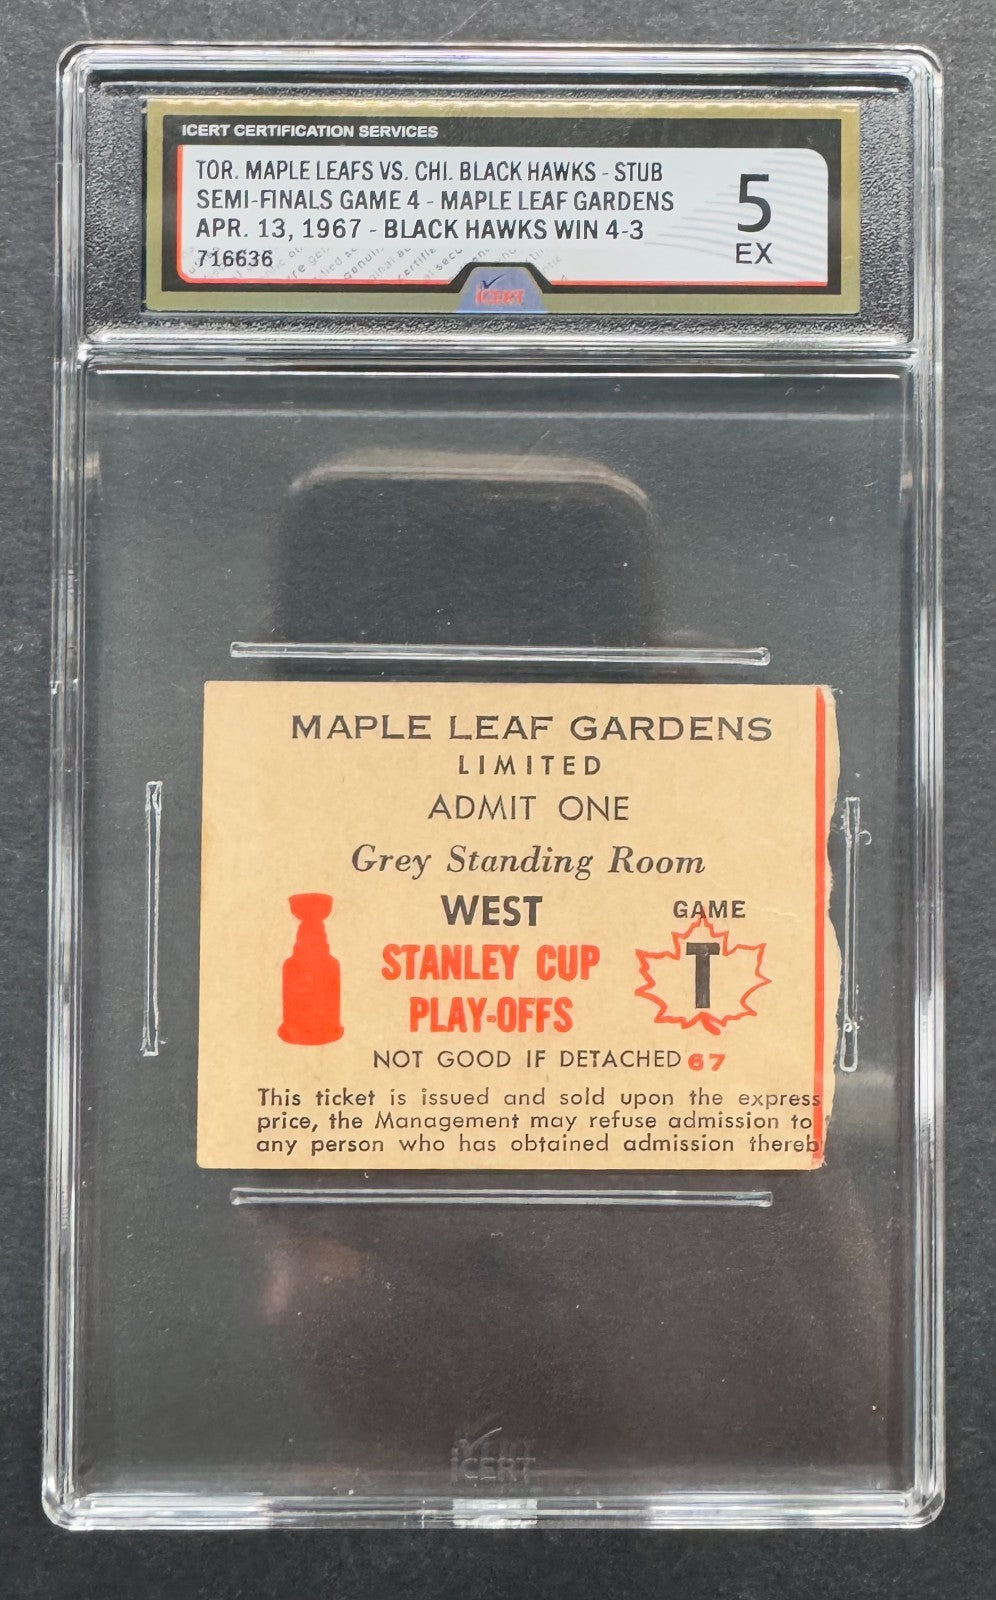 ICERT CERTIFICATION SERVICES
TOR. MAPLE LEAFS VS. CHI. BLACK HAWKS - STUB
SEMI-FINALS GAME 4 - MAPLE LEAF GARDENS
APR. 13, 1967 - BLACK HAWKS WIN 4-3
716636
5
EX
iCERT
MAPLE LEAF GARDENS
LIMITED
ADMIT ONE
Grey Standing Room
WEST
GAME
T
STANLEY CUP
PLAY-OFFS
NOT GOOD IF DETACHED 67
This ticket is issued and sold upon the express
price, the Management may refuse admission to
any person who has obtained admission thereb
iCERT